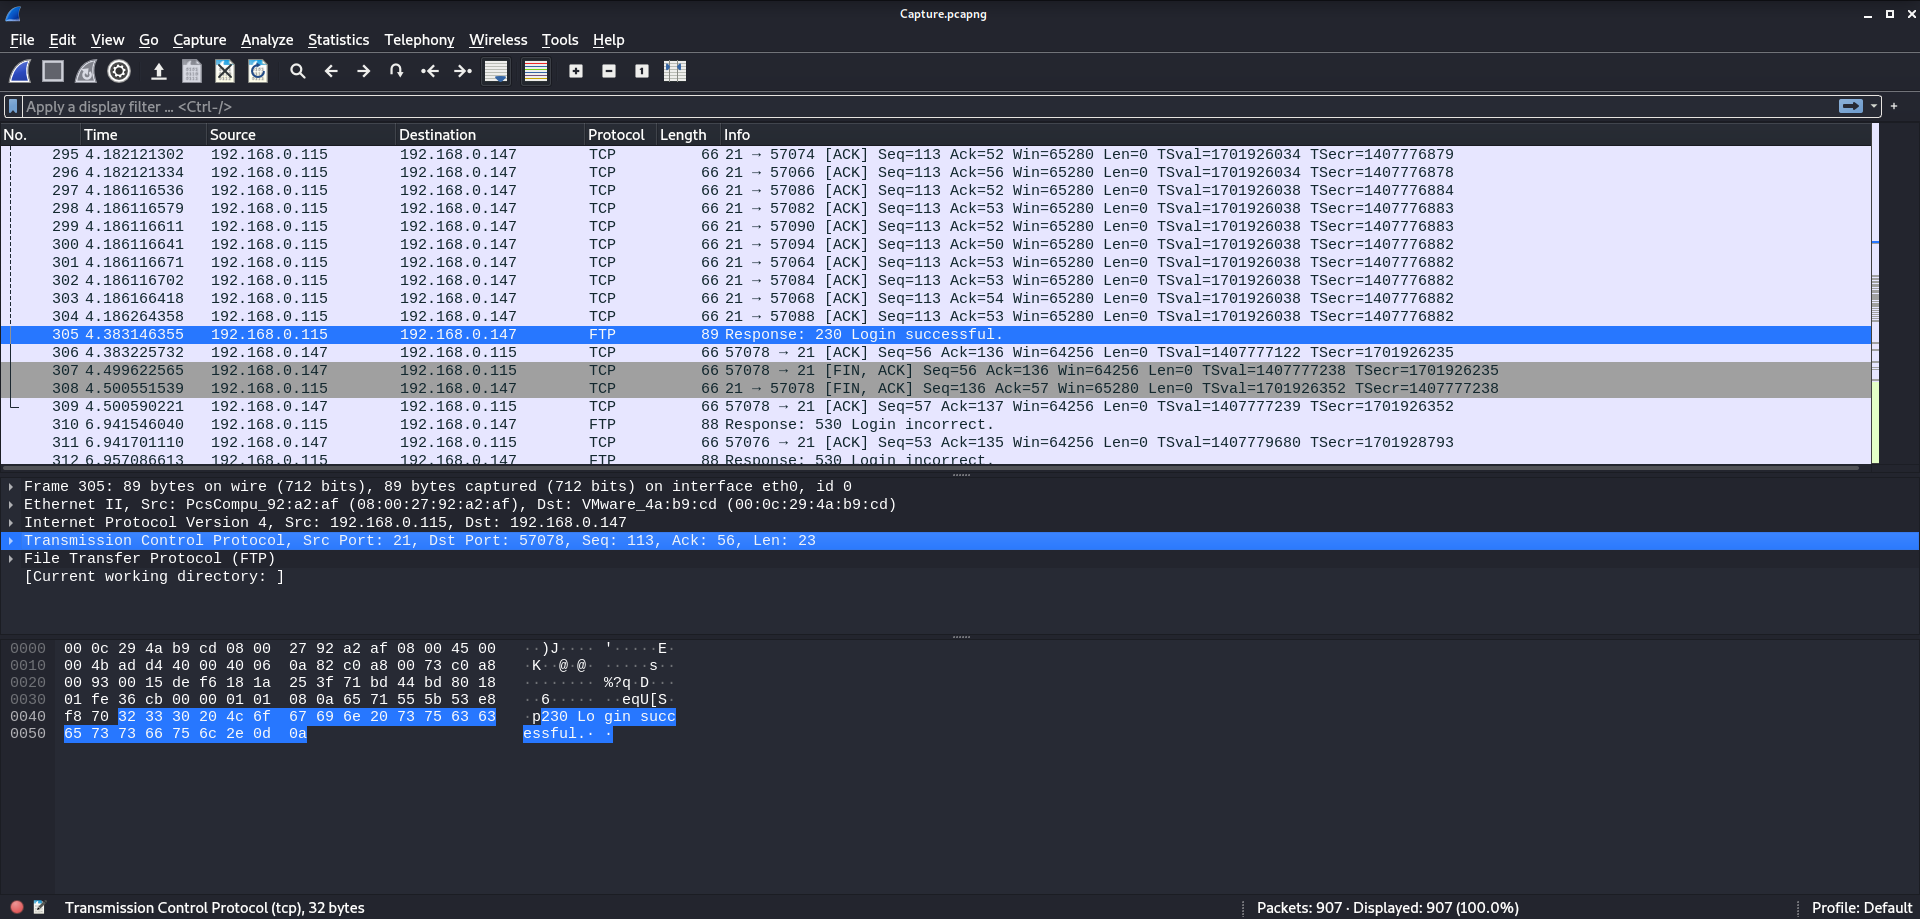 Capture.pcapng
File Edit View Go Capture Analyze Statistics Telephony Wireless Tools Help
Apply a display filter ... <Ctrl-/>
No. Time Source Destination Protocol Length Info
295 4.182121302 192.168.0.115 192.168.0.147 TCP 66 21 → 57074 [ACK] Seq=113 Ack=52 Win=65280 Len=0 TSval=1701926034 TSecr=1407776879
296 4.182121334 192.168.0.115 192.168.0.147 TCP 66 21 → 57066 [ACK] Seq=113 Ack=56 Win=65280 Len=0 TSval=1701926034 TSecr=1407776878
297 4.186116536 192.168.0.115 192.168.0.147 TCP 66 21 → 57086 [ACK] Seq=113 Ack=52 Win=65280 Len=0 TSval=1701926038 TSecr=1407776884
298 4.186116579 192.168.0.115 192.168.0.147 TCP 66 21 → 57082 [ACK] Seq=113 Ack=53 Win=65280 Len=0 TSval=1701926038 TSecr=1407776883
299 4.186116611 192.168.0.115 192.168.0.147 TCP 66 21 → 57090 [ACK] Seq=113 Ack=52 Win=65280 Len=0 TSval=1701926038 TSecr=1407776883
300 4.186116641 192.168.0.115 192.168.0.147 TCP 66 21 → 57094 [ACK] Seq=113 Ack=50 Win=65280 Len=0 TSval=1701926038 TSecr=1407776882
301 4.186116671 192.168.0.115 192.168.0.147 TCP 66 21 → 57064 [ACK] Seq=113 Ack=53 Win=65280 Len=0 TSval=1701926038 TSecr=1407776882
302 4.186116702 192.168.0.115 192.168.0.147 TCP 66 21 → 57084 [ACK] Seq=113 Ack=53 Win=65280 Len=0 TSval=1701926038 TSecr=1407776882
303 4.186166418 192.168.0.115 192.168.0.147 TCP 66 21 → 57068 [ACK] Seq=113 Ack=54 Win=65280 Len=0 TSval=1701926038 TSecr=1407776882
304 4.186264358 192.168.0.115 192.168.0.147 TCP 66 21 → 57088 [ACK] Seq=113 Ack=53 Win=65280 Len=0 TSval=1701926038 TSecr=1407776882
305 4.383146355 192.168.0.115 192.168.0.147 FTP 89 Response: 230 Login successful.
306 4.383225732 192.168.0.147 192.168.0.115 TCP 66 57078 → 21 [ACK] Seq=56 Ack=136 Win=64256 Len=0 TSval=1407777122 TSecr=1701926235
307 4.499622565 192.168.0.147 192.168.0.115 TCP 66 57078 → 21 [FIN, ACK] Seq=56 Ack=136 Win=64256 Len=0 TSval=1407777238 TSecr=1701926235
308 4.500551539 192.168.0.115 192.168.0.147 TCP 66 21 → 57078 [FIN, ACK] Seq=136 Ack=57 Win=65280 Len=0 TSval=1701926352 TSecr=1407777238
309 4.500590221 192.168.0.147 192.168.0.115 TCP 66 57078 → 21 [ACK] Seq=57 Ack=137 Win=64256 Len=0 TSval=1407777239 TSecr=1701926352
310 6.941546040 192.168.0.115 192.168.0.147 FTP 88 Response: 530 Login incorrect.
311 6.941701110 192.168.0.147 192.168.0.115 TCP 66 57076 → 21 [ACK] Seq=53 Ack=135 Win=64256 Len=0 TSval=1407779680 TSecr=1701928793
312 6.957086613 192.168.0.115 192.168.0.147 FTP 88 Response: 530 Login incorrect.
Frame 305: 89 bytes on wire (712 bits), 89 bytes captured (712 bits) on interface eth0, id 0
Ethernet II, Src: PcsCompu_92:a2:af (08:00:27:92:a2:af), Dst: VMware_4a:b9:cd (00:0c:29:4a:b9:cd)
Internet Protocol Version 4, Src: 192.168.0.115, Dst: 192.168.0.147
Transmission Control Protocol, Src Port: 21, Dst Port: 57078, Seq: 113, Ack: 56, Len: 23
File Transfer Protocol (FTP)
[Current working directory: ]
0000 00 0c 29 4a b9 cd 08 00 27 92 a2 af 08 00 45 00 ··)J···· '·····E·
0010 00 4b ad d4 40 00 40 06 0a 82 c0 a8 00 73 c0 a8 ·K··@·@· ·····s··
0020 00 93 00 15 de f6 18 1a 25 3f 71 bd 44 bd 80 18 ········ %?q·D···
0030 01 fe 36 cb 00 00 01 01 08 0a 65 71 55 5b 53 e8 ··6····· ··eqU[S·
0040 f8 70 32 33 30 20 4c 6f 67 69 6e 20 73 75 63 63 ·p230 Lo gin succ
0050 65 73 73 66 75 6c 2e 0d 0a essful.· ·
Transmission Control Protocol (tcp), 32 bytes Packets: 907 · Displayed: 907 (100.0%) Profile: Default